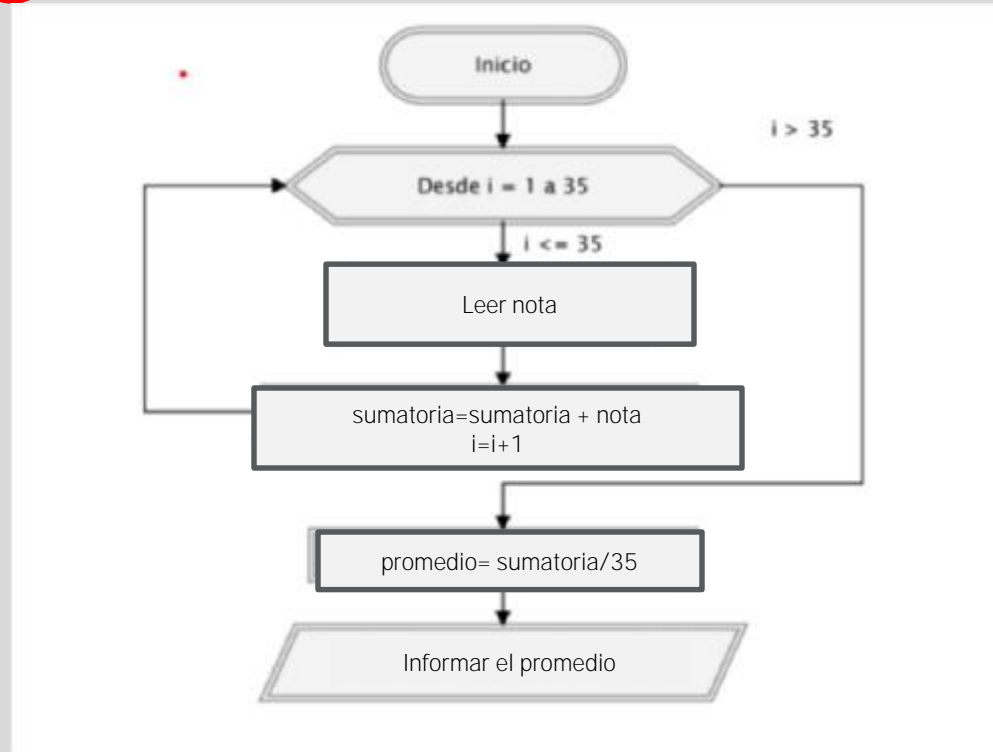 Inicio
i > 35
Desde i = 1 a 35
i <= 35
Leer nota
sumatoria=sumatoria + nota
i=i+1
promedio= sumatoria/35
Informar el promedio